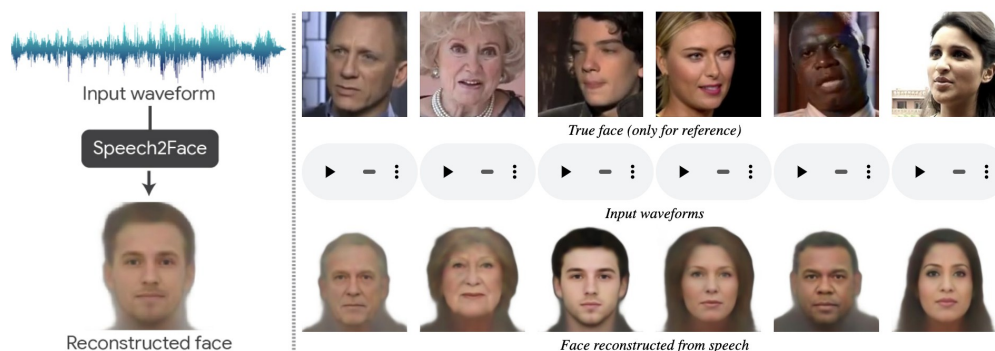 Input waveform
Speech2Face
Reconstructed face
True face (only for reference)
Input waveforms
Face reconstructed from speech